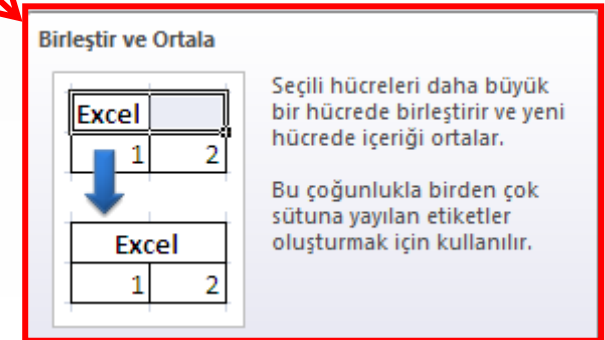 Birleştir ve Ortala
Excel
1 2
Excel
1 2
Seçili hücreleri daha büyük
bir hücrede birleştirir ve yeni
hücrede içeriği ortalar.
Bu çoğunlukla birden çok
sütuna yayılan etiketler
oluşturmak için kullanılır.